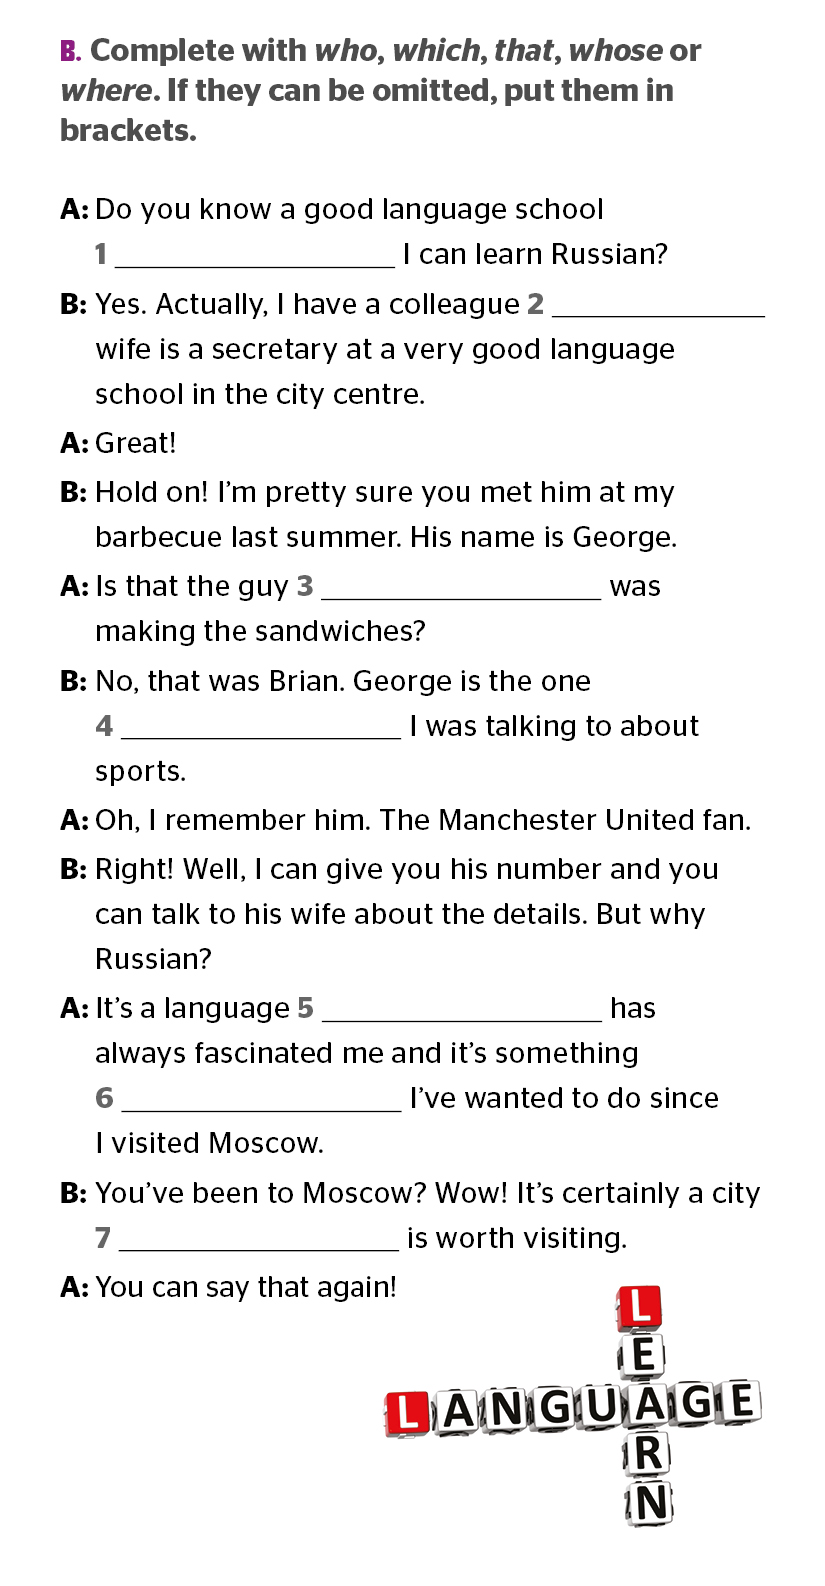 B. Complete with who, which, that, whose or
where. If they can be omitted, put them in
brackets.
A: Do you know a good language school
1 ____________________ I can learn Russian?
B: Yes. Actually, I have a colleague 2 _______________
wife is a secretary at a very good language
school in the city centre.
A: Great!
B: Hold on! I'm pretty sure you met him at my
barbecue last summer. His name is George.
A: Is that the guy 3 ____________________ was
making the sandwiches?
B: No, that was Brian. George is the one
4 ____________________ I was talking to about
sports.
A: Oh, I remember him. The Manchester United fan.
B: Right! Well, I can give you his number and you
can talk to his wife about the details. But why
Russian?
A: It's a language 5 ____________________ has
always fascinated me and it's something
6 ____________________ I've wanted to do since
I visited Moscow.
B: You've been to Moscow? Wow! It's certainly a city
7 ____________________ is worth visiting.
A: You can say that again!
LEARN
LANGUAGE